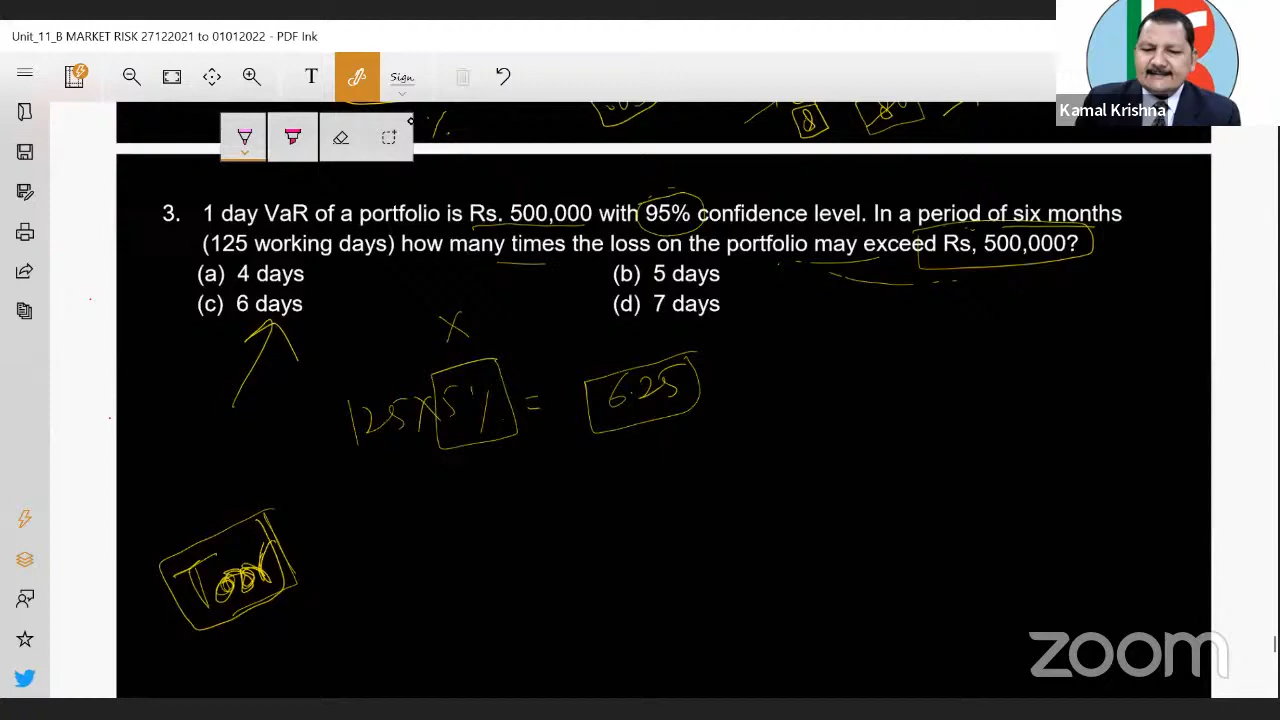 Unit_11_B MARKET RISK 27122021 to 01012022 - PDF Ink
T Sign
Kamal Krishna
%
8
3. 1 day VaR of a portfolio is Rs. 500,000 with 95% confidence level. In a period of six months
(125 working days) how many times the loss on the portfolio may exceed Rs, 500,000?
(a) 4 days (b) 5 days
(c) 6 days (d) 7 days
X
125X5% = 6.25
zoom